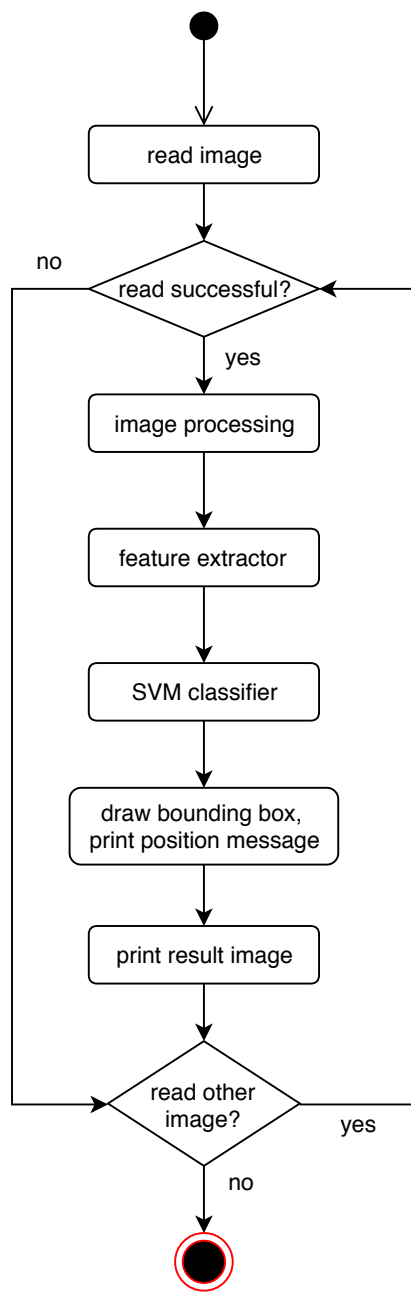 read image
no
read successful?
yes
image processing
feature extractor
SVM classifier
draw bounding box,
print position message
print result image
read other
image?
yes
no